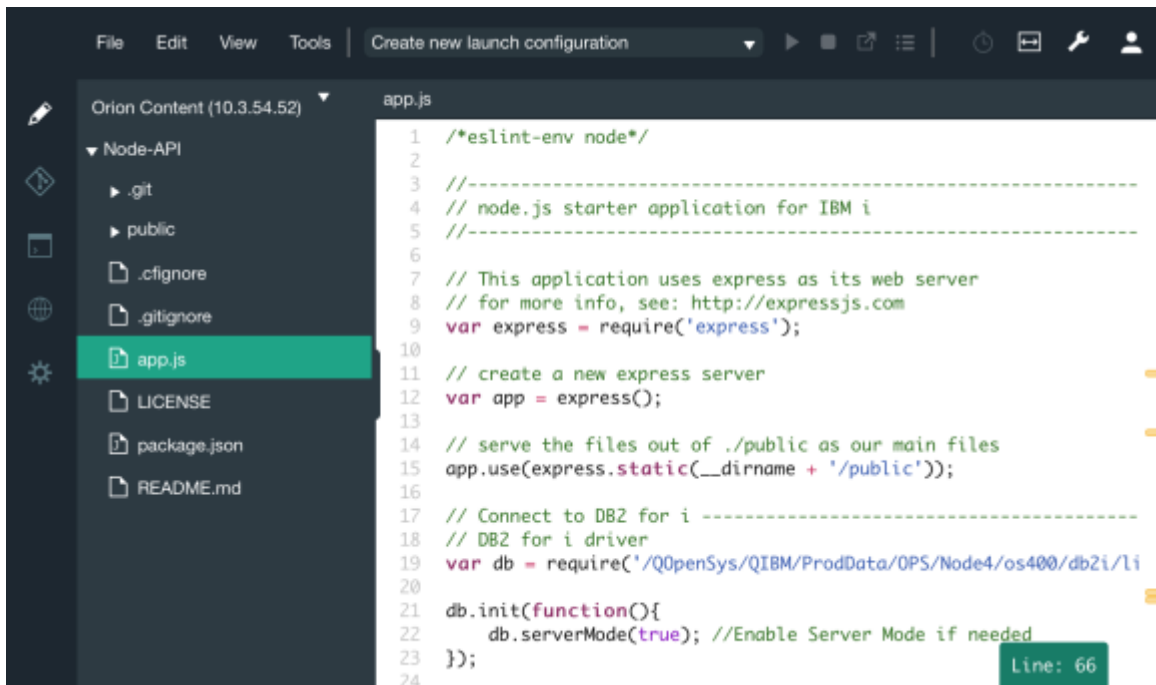 File Edit View Tools Create new launch configuration
Orion Content (10.3.54.52)
Node-API
.git
public
.cfignore
.gitignore
app.js
LICENSE
package.json
README.md
app.js
1 /*eslint-env node*/
2
3 //---------------------------------------------------------------
4 // node.js starter application for IBM i
5 //---------------------------------------------------------------
6
7 // This application uses express as its web server
8 // for more info, see: http://expressjs.com
9 var express = require('express');
10
11 // create a new express server
12 var app = express();
13
14 // serve the files out of ./public as our main files
15 app.use(express.static(__dirname + '/public'));
16
17 // Connect to DB2 for i -----------------------------------------
18 // DB2 for i driver
19 var db = require('/QOpenSys/QIBM/ProdData/OPS/Node4/os400/db2i/li
20
21 db.init(function(){
22 db.serverMode(true); //Enable Server Mode if needed
23 });
24
Line: 66